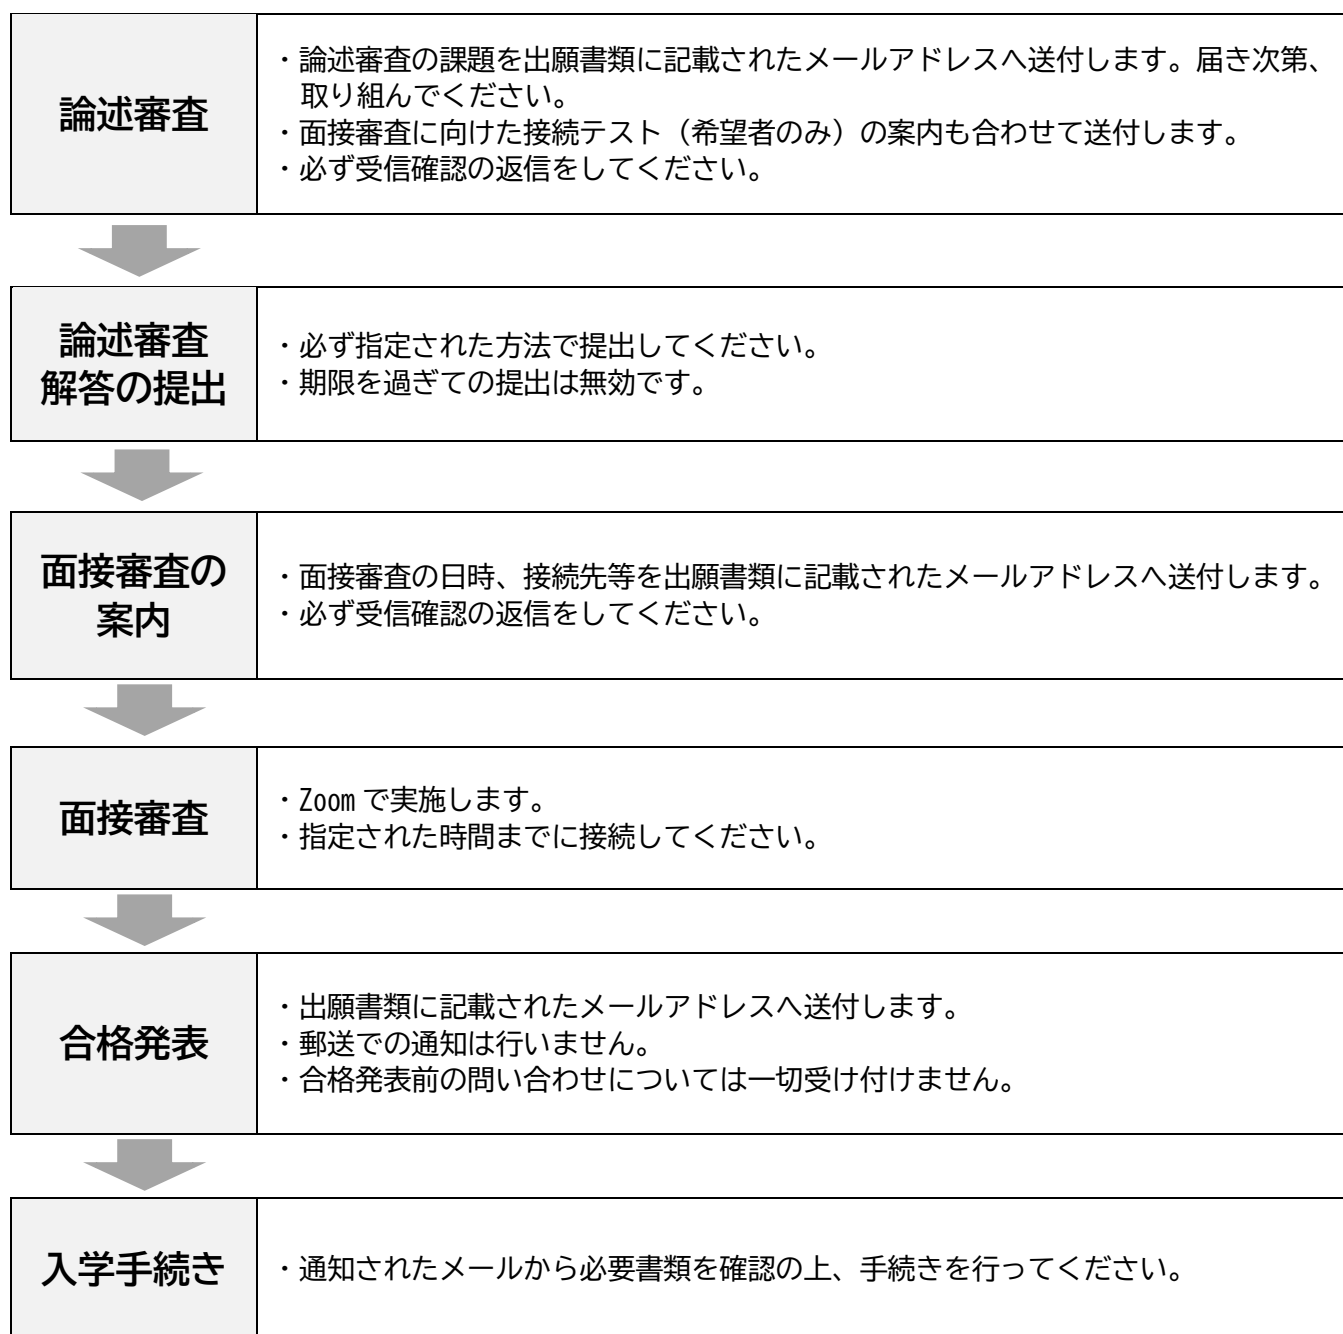 論述審査
・論述審査の課題を出願書類に記載されたメールアドレスへ送付します。届き次第、
取り組んでください。
・面接審査に向けた接続テスト（希望者のみ）の案内も合わせて送付します。
・必ず受信確認の返信をしてください。
論述審査
解答の提出
・必ず指定された方法で提出してください。
・期限を過ぎての提出は無効です。
面接審査の
案内
・面接審査の日時、接続先等を出願書類に記載されたメールアドレスへ送付します。
・必ず受信確認の返信をしてください。
面接審査
・Zoom で実施します。
・指定された時間までに接続してください。
合格発表
・出願書類に記載されたメールアドレスへ送付します。
・郵送での通知は行いません。
・合格発表前の問い合わせについては一切受け付けません。
入学手続き
・通知されたメールから必要書類を確認の上、手続きを行ってください。